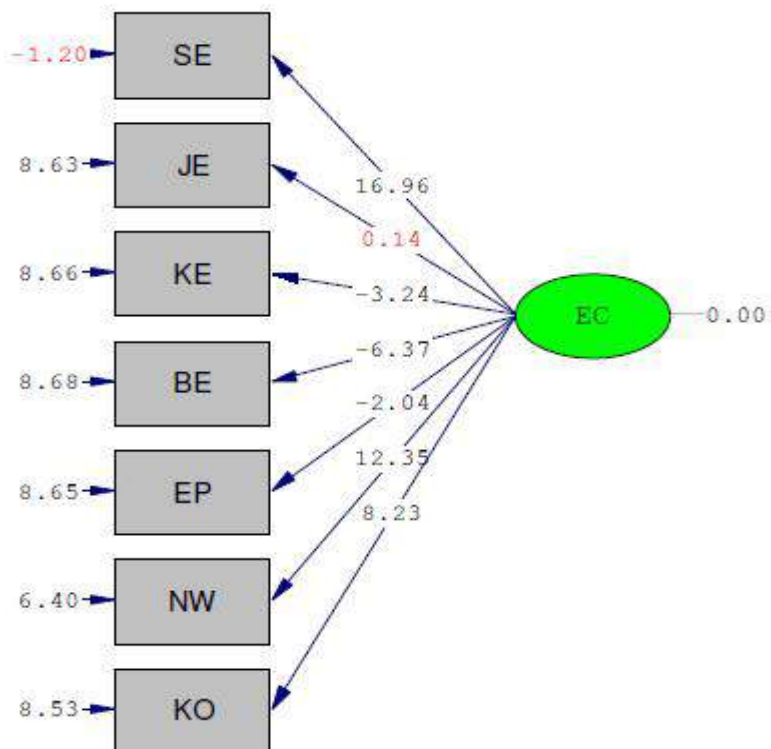 -1.20 SE
16.96
8.63 JE
0.14
8.66 KE
-3.24
EC 0.00
-6.37
8.68 BE
-2.04
12.35
8.65 EP
8.23
6.40 NW
8.53 KO